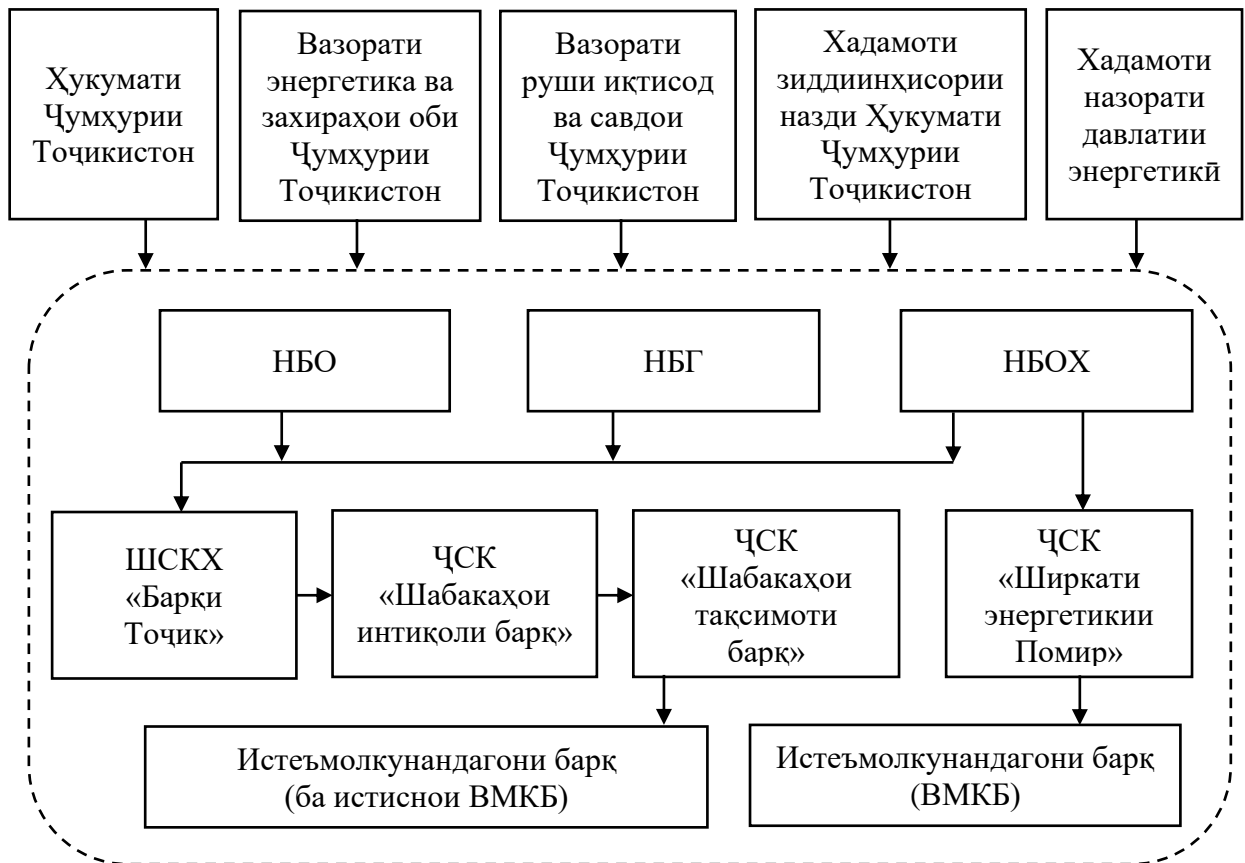 Ҳукумати
Ҷумҳурии
Тоҷикистон
Вазорати
энергетика ва
захираҳои оби
Ҷумҳурии
Тоҷикистон
Вазорати
руши иқтисод
ва савдои
Ҷумҳурии
Тоҷикистон
Хадамоти
зиддиинҳисории
назди Ҳукумати
Ҷумҳурии
Тоҷикистон
Хадамоти
назорати
давлатии
энергетикӣ
НБО
НБГ
НБОХ
ШСКХ
«Барқи
Тоҷик»
ҶСК
«Шабакаҳои
интиқоли барқ»
ҶСК
«Шабакаҳои
тақсимоти
барқ»
ҶСК
«Ширкати
энергетикии
Помир»
Истеъмолкунандагони барқ
(ба истиснои ВМКБ)
Истеъмолкунандагони барқ
(ВМКБ)